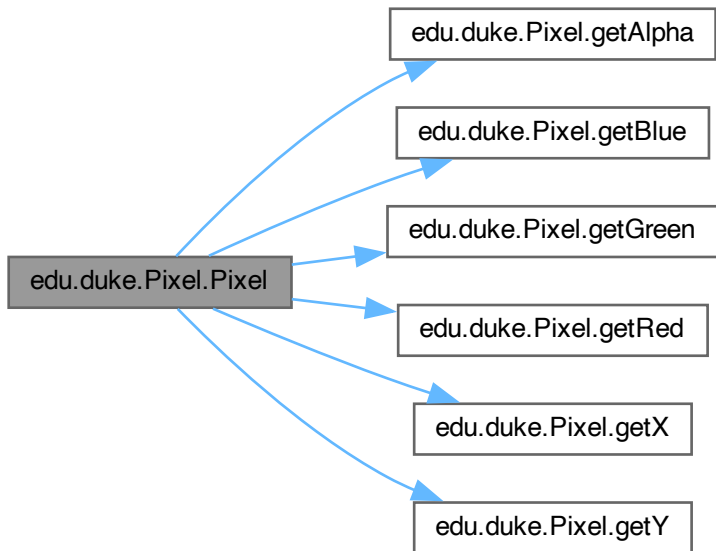 edu.duke.Pixel.getAlpha
edu.duke.Pixel.getBlue
edu.duke.Pixel.getGreen
edu.duke.Pixel.Pixel
edu.duke.Pixel.getRed
edu.duke.Pixel.getX
edu.duke.Pixel.getY